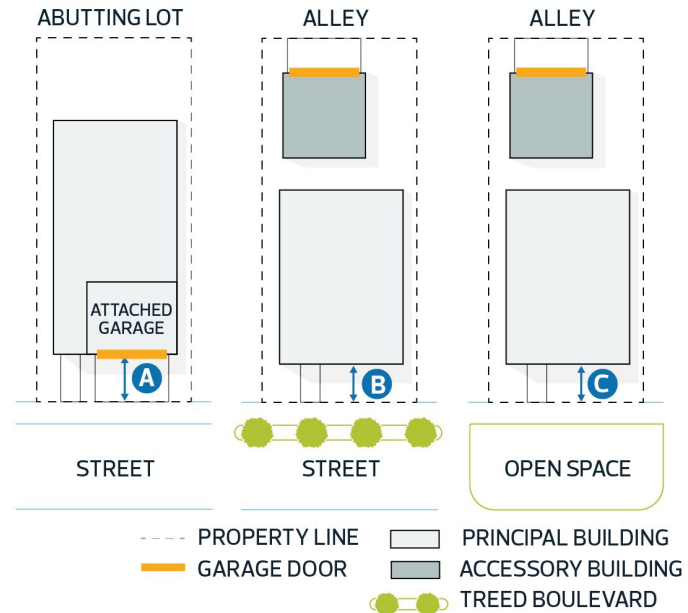 ABUTTING LOT
ALLEY
ALLEY
ATTACHED
GARAGE
A
B
C
STREET
STREET
OPEN SPACE
PROPERTY LINE
PRINCIPAL BUILDING
GARAGE DOOR
ACCESSORY BUILDING
TREED BOULEVARD